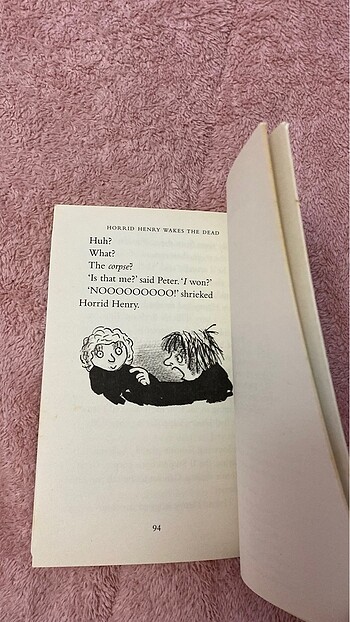 HORRID HENRY WAKES THE DEAD
Huh?
What?
The corpse?
‘Is that me?’ said Peter. ‘I won?’
‘NOOOOOOOOO!’ shrieked
Horrid Henry.
94